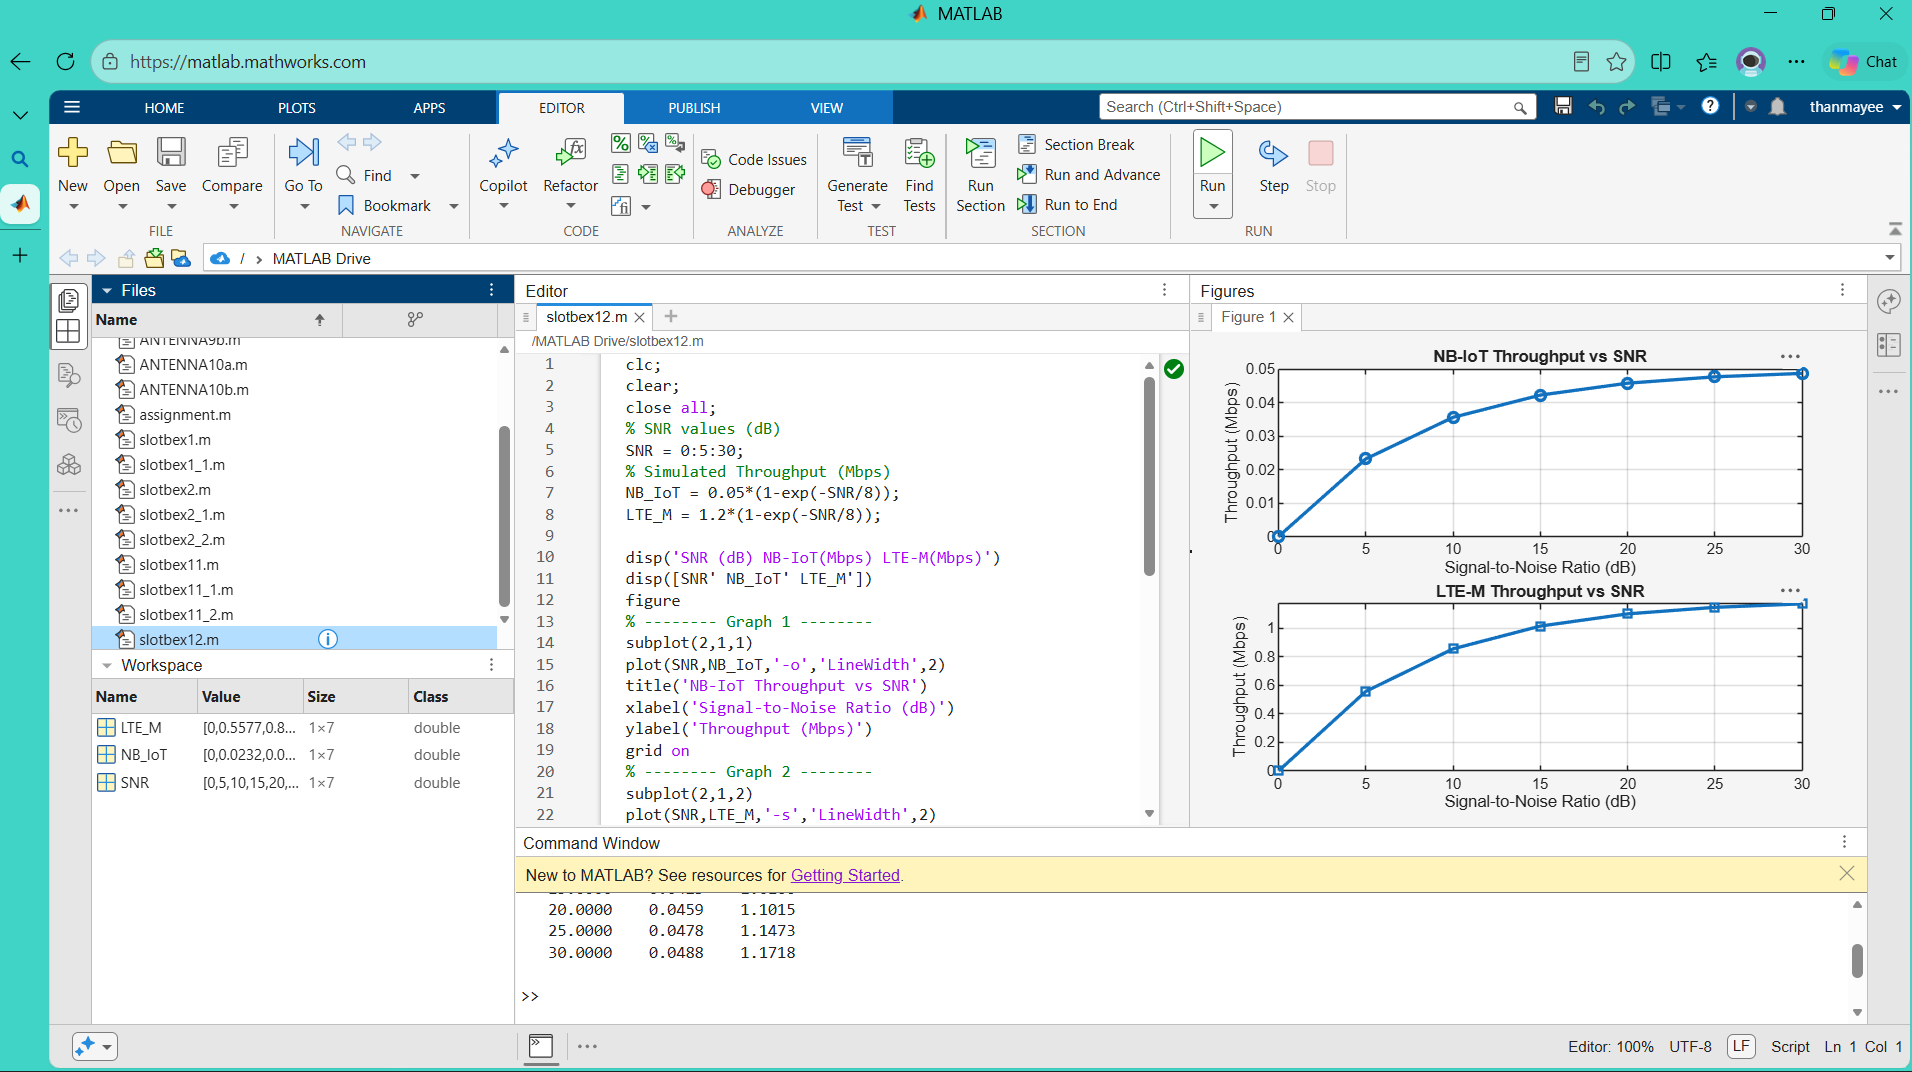 MATLAB
https://matlab.mathworks.com
Chat
HOME
PLOTS
APPS
EDITOR
PUBLISH
VIEW
Search (Ctrl+Shift+Space)
thanmayee
New
Open
Save
Compare
FILE
Go To
Find
Bookmark
NAVIGATE
Copilot
Refactor
CODE
Code Issues
Debugger
ANALYZE
Generate Test
Find Tests
TEST
Run Section
Section Break
Run and Advance
Run to End
SECTION
Run
Step
Stop
RUN
/ › MATLAB Drive
Files
Name
ANTENNA9b.m
ANTENNA10a.m
ANTENNA10b.m
assignment.m
slotbex1.m
slotbex1_1.m
slotbex2.m
slotbex2_1.m
slotbex2_2.m
slotbex11.m
slotbex11_1.m
slotbex11_2.m
slotbex12.m
Workspace
Name Value Size Class
LTE_M [0,0.5577,0.8... 1×7 double
NB_IoT [0,0.0232,0.0... 1×7 double
SNR [0,5,10,15,20,... 1×7 double
Editor
slotbex12.m
/MATLAB Drive/slotbex12.m
1 clc;
2 clear;
3 close all;
4 % SNR values (dB)
5 SNR = 0:5:30;
6 % Simulated Throughput (Mbps)
7 NB_IoT = 0.05*(1-exp(-SNR/8));
8 LTE_M = 1.2*(1-exp(-SNR/8));
9
10 disp('SNR (dB) NB-IoT(Mbps) LTE-M(Mbps)')
11 disp([SNR' NB_IoT' LTE_M'])
12 figure
13 % -------- Graph 1 --------
14 subplot(2,1,1)
15 plot(SNR,NB_IoT,'-o','LineWidth',2)
16 title('NB-IoT Throughput vs SNR')
17 xlabel('Signal-to-Noise Ratio (dB)')
18 ylabel('Throughput (Mbps)')
19 grid on
20 % -------- Graph 2 --------
21 subplot(2,1,2)
22 plot(SNR,LTE_M,'-s','LineWidth',2)
Figures
Figure 1
NB-IoT Throughput vs SNR
Throughput (Mbps)
0.05
0.04
0.03
0.02
0.01
0
0 5 10 15 20 25 30
Signal-to-Noise Ratio (dB)
LTE-M Throughput vs SNR
Throughput (Mbps)
1
0.8
0.6
0.4
0.2
0
0 5 10 15 20 25 30
Signal-to-Noise Ratio (dB)
Command Window
New to MATLAB? See resources for Getting Started.
20.0000 0.0459 1.1015
25.0000 0.0478 1.1473
30.0000 0.0488 1.1718
>>
Editor: 100% UTF-8 LF Script Ln 1 Col 1